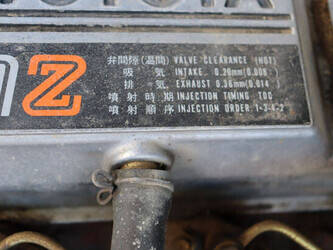 TOYOTA
2Z
弁間隙(温間) VALVE CLEARANCE (HOT)
吸 気 INTAKE. 0.20mm/0.008
排 気 EXHAUST 0.36mm/0.014
噴 射 時 期 INJECTION TIMING TDC
噴 射 順 序 INJECTION ORDER 1-3-4-2